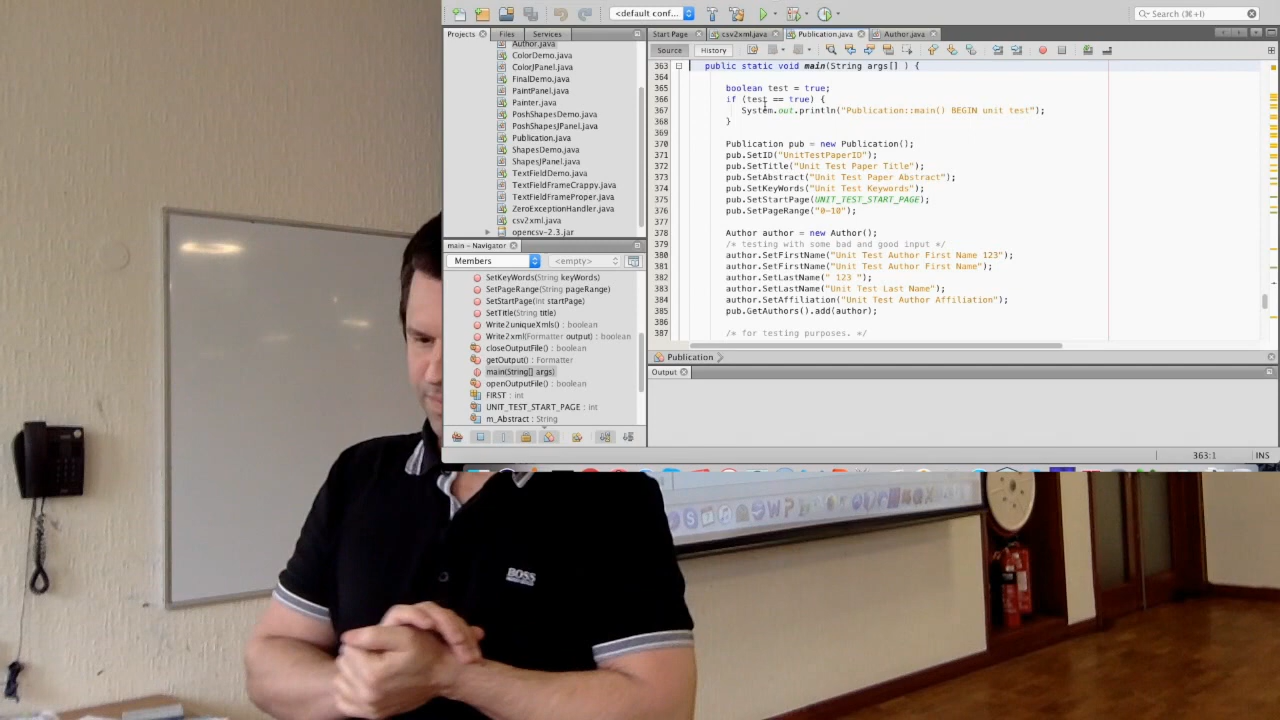 <default conf...
Search (⌘+I)
Projects
Files
Services
Start Page
csv2xml.java
Publication.java
Author.java
Source
History
Author.java
ColorDemo.java
ColorJPanel.java
FinalDemo.java
PaintPanel.java
Painter.java
PoshShapesDemo.java
PoshShapesJPanel.java
Publication.java
ShapesDemo.java
ShapesJPanel.java
TextFieldDemo.java
TextFieldFrameCrappy.java
TextFieldFrameProper.java
ZeroExceptionHandler.java
csv2xml.java
opencsv-2.3.jar
main - Navigator
Members
<empty>
SetKeyWords(String keyWords)
SetPageRange(String pageRange)
SetStartPage(int startPage)
SetTitle(String title)
Write2uniqueXmls() : boolean
Write2xml(Formatter output) : boolean
closeOutputFile() : boolean
getOutput() : Formatter
main(String[] args)
openOutputFile() : boolean
FIRST : int
UNIT_TEST_START_PAGE : int
m_Abstract : String
363 public static void main(String args[] ) {
364
365 boolean test = true;
366 if (test == true) {
367 System.out.println("Publication::main() BEGIN unit test");
368 }
369
370 Publication pub = new Publication();
371 pub.SetID("UnitTestPaperID");
372 pub.SetTitle("Unit Test Paper Title");
373 pub.SetAbstract("Unit Test Paper Abstract");
374 pub.SetKeyWords("Unit Test Keywords");
375 pub.SetStartPage(UNIT_TEST_START_PAGE);
376 pub.SetPageRange("0-10");
377
378 Author author = new Author();
379 /* testing with some bad and good input */
380 author.SetFirstName("Unit Test Author First Name 123");
381 author.SetFirstName("Unit Test Author First Name");
382 author.SetLastName(" 123 ");
383 author.SetLastName("Unit Test Last Name");
384 author.SetAffiliation("Unit Test Author Affiliation");
385 pub.GetAuthors().add(author);
386
387 /* for testing purposes. */
Publication
Output
363:1
INS
BOSS